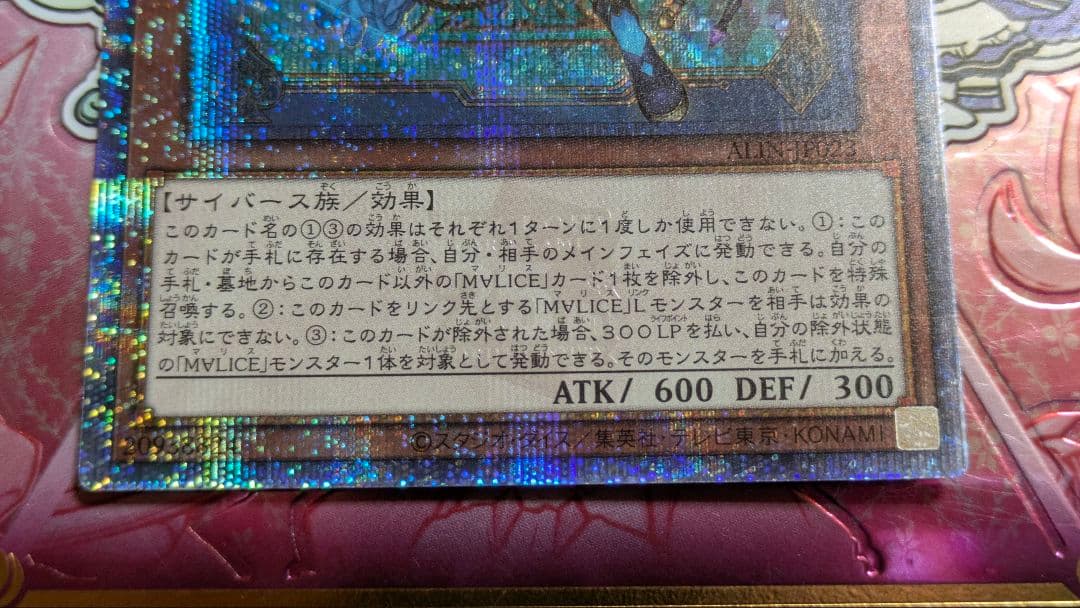 ALIN-JP023
【サイバース族/効果】
このカード名の①③の効果はそれぞれ1ターンに1度しか使用できない。①:この
カードが手札に存在する場合、自分・相手のメインフェイズに発動できる。自分の
手札・墓地からこのカード以外の「M∀LICE」カード1枚を除外し、このカードを特殊
召喚する。②:このカードをリンク先とする「M∀LICE」Lモンスターを相手は効果の
対象にできない。③:このカードが除外された場合、300LPを払い、自分の除外状態
の「M∀LICE」モンスター1体を対象として発動できる。そのモンスターを手札に加える。
ATK/ 600 DEF/ 300
©スタジオ・ダイス/集英社・テレビ東京・KONAMI